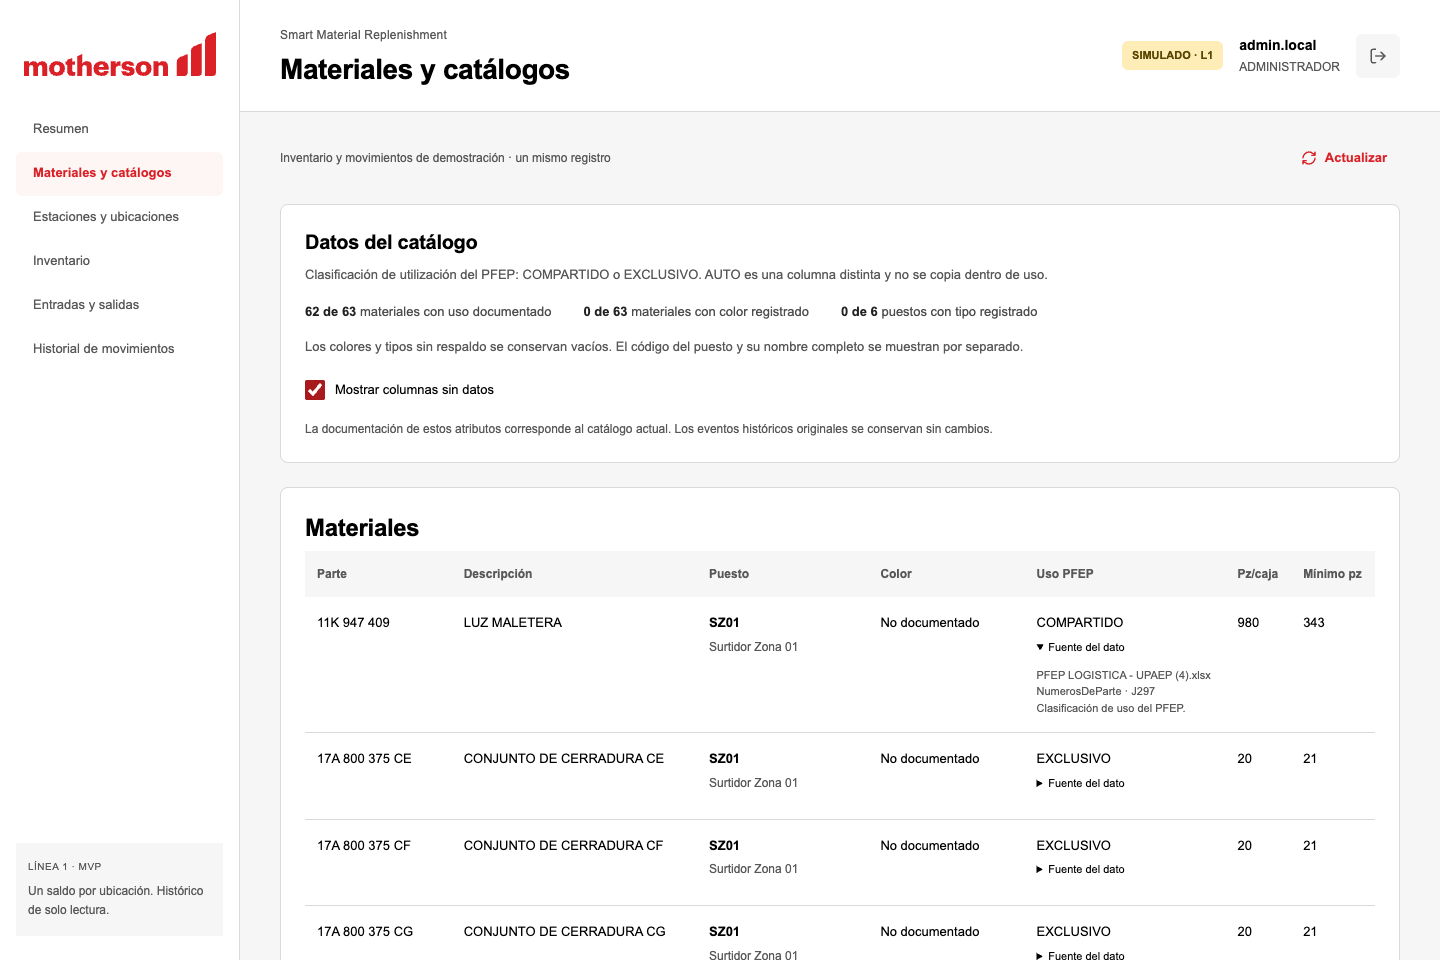 motherson
Resumen
Materiales y catálogos
Estaciones y ubicaciones
Inventario
Entradas y salidas
Historial de movimientos
LÍNEA 1 · MVP
Un saldo por ubicación. Histórico
de solo lectura.
Smart Material Replenishment
Materiales y catálogos
SIMULADO · L1
admin.local
ADMINISTRADOR
Inventario y movimientos de demostración · un mismo registro
Actualizar
Datos del catálogo
Clasificación de utilización del PFEP: COMPARTIDO o EXCLUSIVO. AUTO es una columna distinta y no se copia dentro de uso.
62 de 63 materiales con uso documentado 0 de 63 materiales con color registrado 0 de 6 puestos con tipo registrado
Los colores y tipos sin respaldo se conservan vacíos. El código del puesto y su nombre completo se muestran por separado.
Mostrar columnas sin datos
La documentación de estos atributos corresponde al catálogo actual. Los eventos históricos originales se conservan sin cambios.
Materiales
Parte Descripción Puesto Color Uso PFEP Pz/caja Mínimo pz
11K 947 409 LUZ MALETERA SZ01 No documentado COMPARTIDO 980 343
Surtidor Zona 01 Fuente del dato
PFEP LOGISTICA - UPAEP (4).xlsx
NumerosDeParte · J297
Clasificación de uso del PFEP.
17A 800 375 CE CONJUNTO DE CERRADURA CE SZ01 No documentado EXCLUSIVO 20 21
Surtidor Zona 01 Fuente del dato
17A 800 375 CF CONJUNTO DE CERRADURA CF SZ01 No documentado EXCLUSIVO 20 21
Surtidor Zona 01 Fuente del dato
17A 800 375 CG CONJUNTO DE CERRADURA CG SZ01 No documentado EXCLUSIVO 20 21
Surtidor Zona 01 Fuente del dato